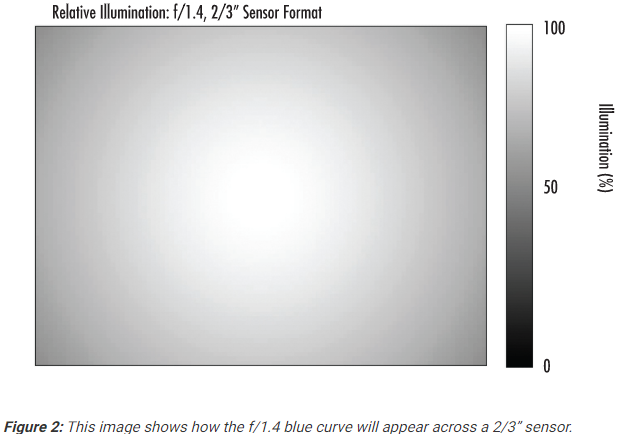 Relative Illumination: f/1.4, 2/3” Sensor Format
100
50
0
Illumination (%)
Figure 2: This image shows how the f/1.4 blue curve will appear across a 2/3” sensor.